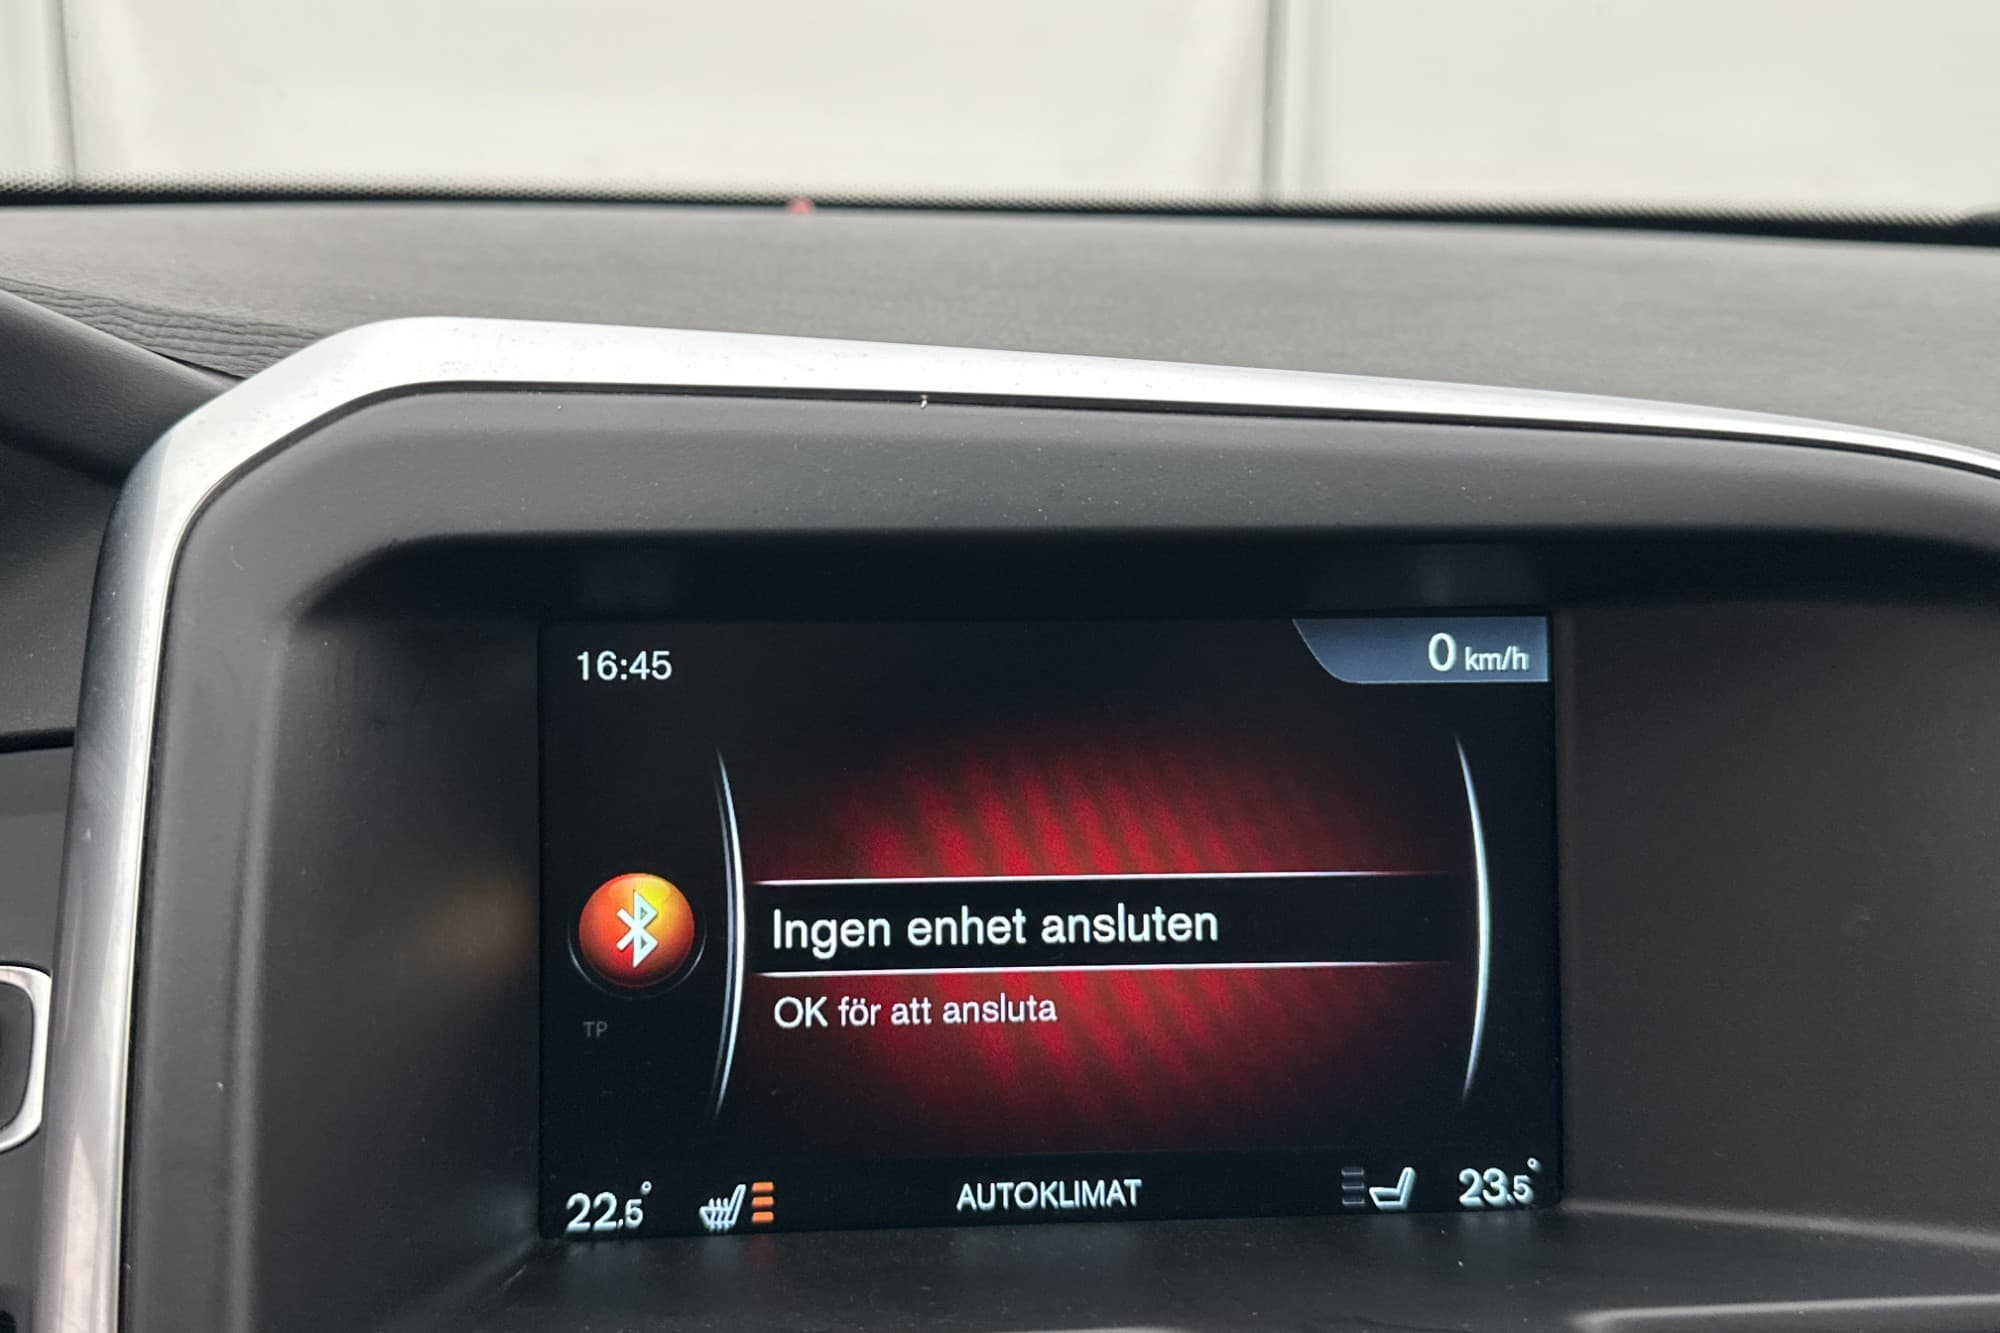 16:45
0 km/h
Ingen enhet ansluten
OK för att ansluta
TP
22.5° AUTOKLIMAT 23.5°